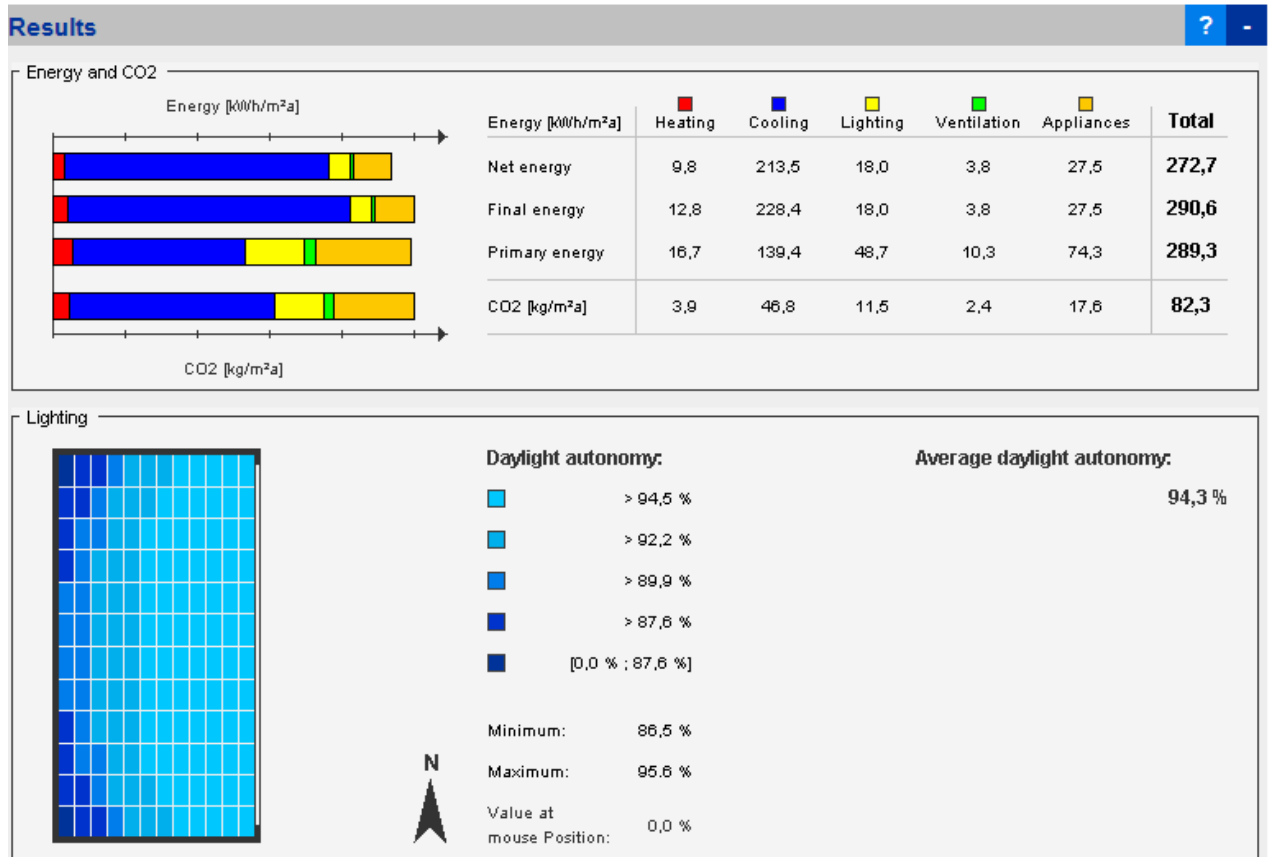 Results
? -
Energy and CO2
Energy [kWh/m²a]
Energy [kWh/m²a] Heating Cooling Lighting Ventilation Appliances Total
Net energy 9,8 213,5 18,0 3,8 27,5 272,7
Final energy 12,8 228,4 18,0 3,8 27,5 290,6
Primary energy 16,7 139,4 48,7 10,3 74,3 289,3
CO2 [kg/m²a] 3,9 46,8 11,5 2,4 17,6 82,3
CO2 [kg/m²a]
Lighting
Daylight autonomy: Average daylight autonomy:
> 94,5 % 94,3 %
> 92,2 %
> 89,9 %
> 87,6 %
[0,0 % ; 87,6 %]
Minimum: 86,5 %
N
Maximum: 95,6 %
Value at
mouse Position: 0,0 %